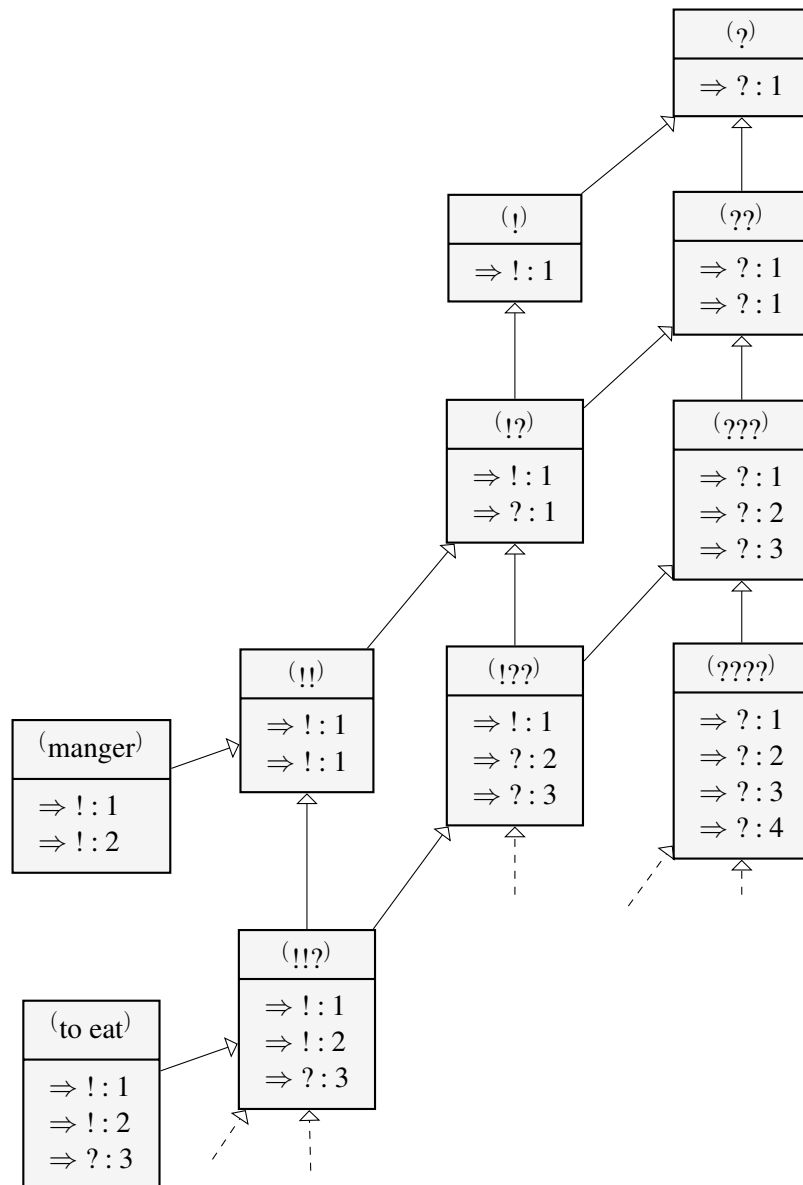 (?)
⇒ ? : 1
(!)
⇒ ! : 1
(??)
⇒ ? : 1
⇒ ? : 1
(!?)
⇒ ! : 1
⇒ ? : 1
(???)
⇒ ? : 1
⇒ ? : 2
⇒ ? : 3
(!!)
⇒ ! : 1
⇒ ! : 1
(!??)
⇒ ! : 1
⇒ ? : 2
⇒ ? : 3
(????)
⇒ ? : 1
⇒ ? : 2
⇒ ? : 3
⇒ ? : 4
(manger)
⇒ ! : 1
⇒ ! : 2
(!!?)
⇒ ! : 1
⇒ ! : 2
⇒ ? : 3
(to eat)
⇒ ! : 1
⇒ ! : 2
⇒ ? : 3